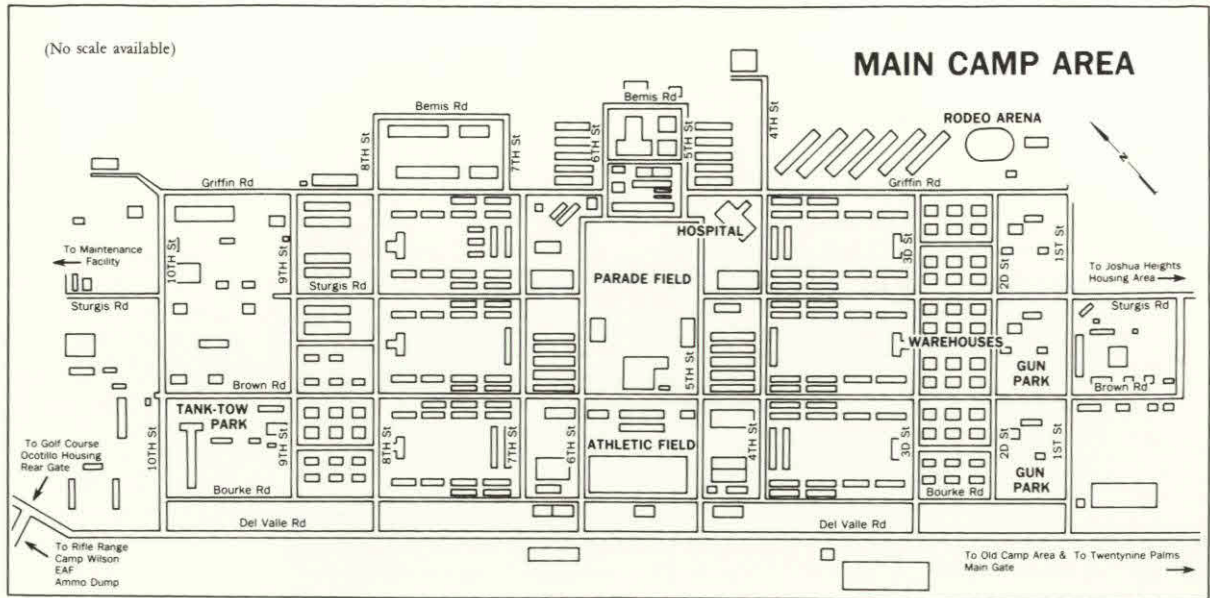 (No scale available)
MAIN CAMP AREA
Bemis Rd
Bemis Rd
4TH St
RODEO ARENA
8TH St
7TH St
6TH St
5TH St
N
Griffin Rd
Griffin Rd
HOSPITAL
To Maintenance
Facility
10TH St
9TH St
3D St
2D St
1ST St
PARADE FIELD
To Joshua Heights
Housing Area
Sturgis Rd
Sturgis Rd
Sturgis Rd
WAREHOUSES
GUN
PARK
5TH St
Brown Rd
Brown Rd
TANK-TOW
PARK
To Golf Course
Ocotillo Housing
Rear Gate
10TH St
9TH St
8TH St
7TH St
6TH St
ATHLETIC FIELD
4TH St
3D St
2D St
1ST St
GUN
PARK
Bourke Rd
Bourke Rd
Del Valle Rd
Del Valle Rd
To Rifle Range
Camp Wilson
EAF
Ammo Dump
To Old Camp Area & To Twentynine Palms
Main Gate